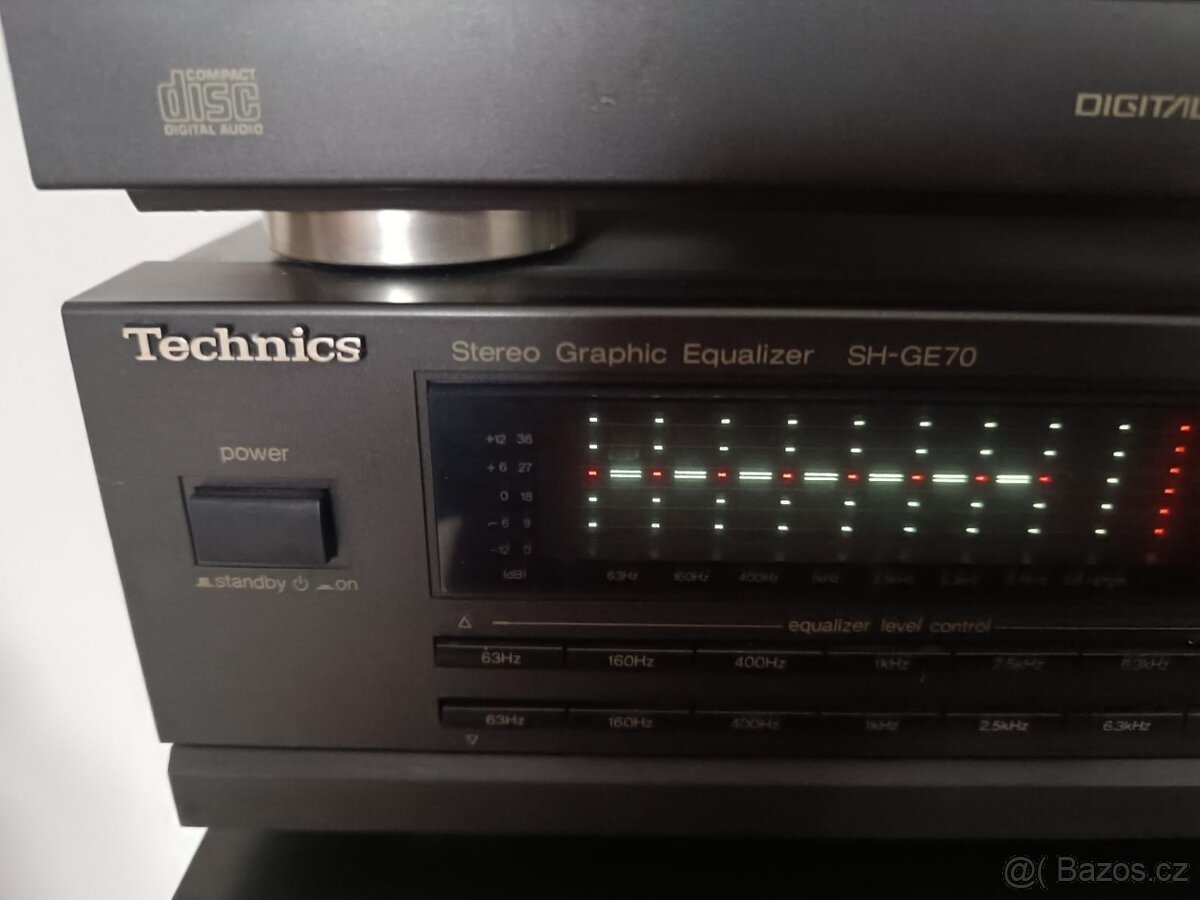 COMPACT
disc
DIGITAL AUDIO
DIGITAL
Technics
Stereo Graphic Equalizer SH-GE70
power
standby on
+12 36
+6 27
0 18
-6 9
-12 0
(dB)
63Hz 160Hz 400Hz 1kHz
equalizer level control
63Hz 160Hz 400Hz 1kHz 2.5kHz 6.3kHz
63Hz 160Hz 400Hz 1kHz 2.5kHz 6.3kHz
@( Bazos.cz